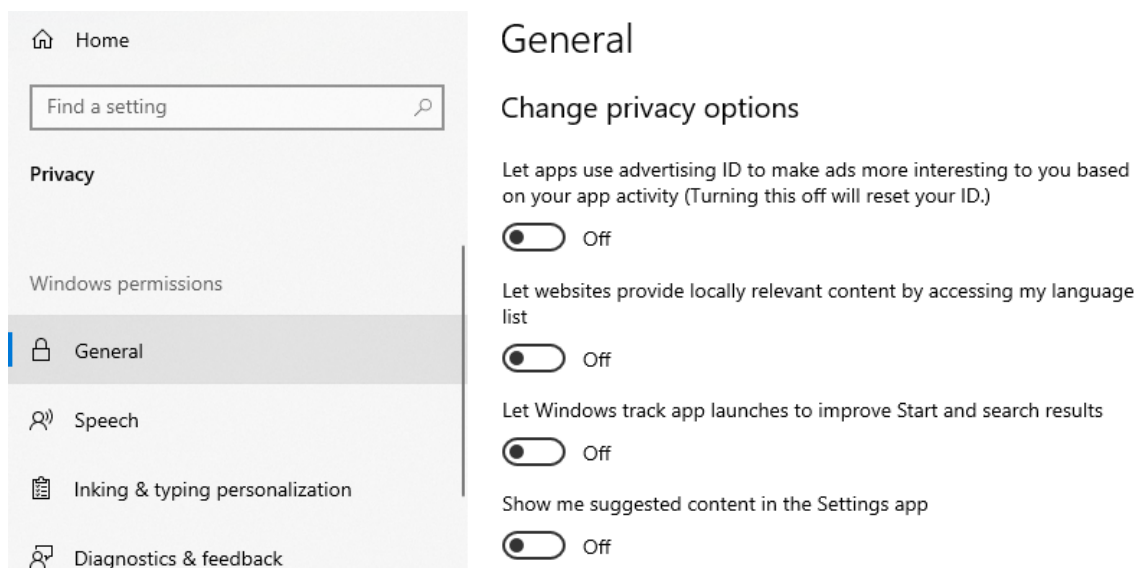 Home
Find a setting
Privacy
Windows permissions
General
Speech
Inking & typing personalization
Diagnostics & feedback
General
Change privacy options
Let apps use advertising ID to make ads more interesting to you based
on your app activity (Turning this off will reset your ID.)
Off
Let websites provide locally relevant content by accessing my language
list
Off
Let Windows track app launches to improve Start and search results
Off
Show me suggested content in the Settings app
Off